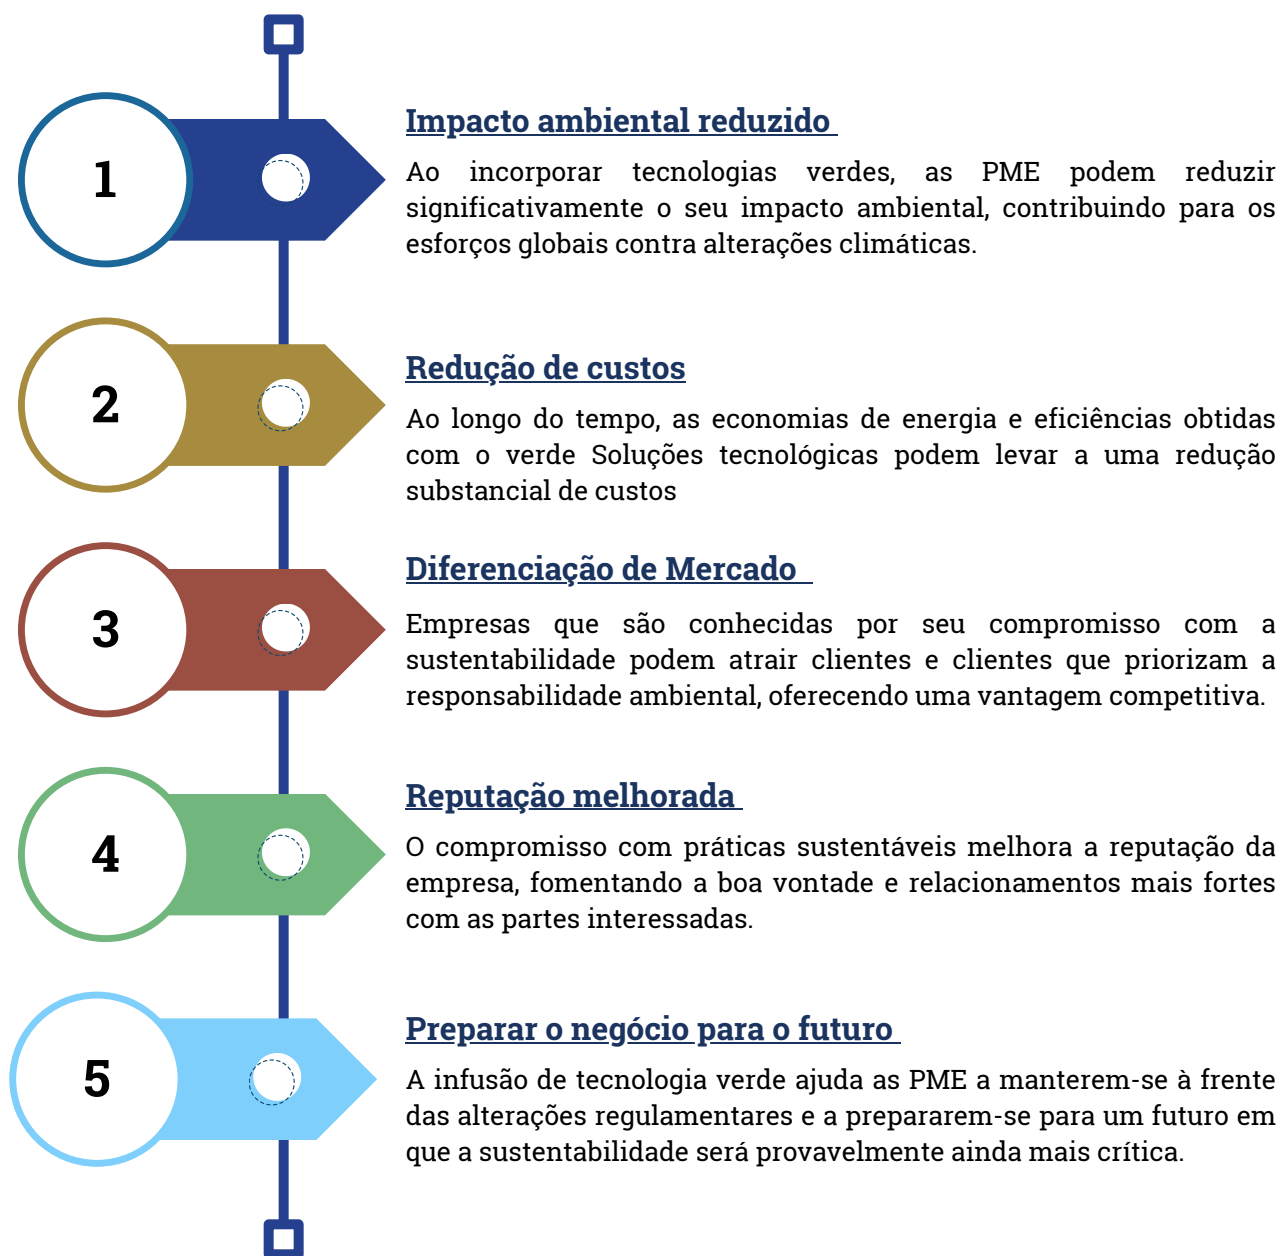 1
Impacto ambiental reduzido
Ao incorporar tecnologias verdes, as PME podem reduzir
significativamente o seu impacto ambiental, contribuindo para os
esforços globais contra alterações climáticas.
2
Redução de custos
Ao longo do tempo, as economias de energia e eficiências obtidas
com o verde Soluções tecnológicas podem levar a uma redução
substancial de custos
3
Diferenciação de Mercado
Empresas que são conhecidas por seu compromisso com a
sustentabilidade podem atrair clientes e clientes que priorizam a
responsabilidade ambiental, oferecendo uma vantagem competitiva.
4
Reputação melhorada
O compromisso com práticas sustentáveis melhora a reputação da
empresa, fomentando a boa vontade e relacionamentos mais fortes
com as partes interessadas.
5
Preparar o negócio para o futuro
A infusão de tecnologia verde ajuda as PME a manterem-se à frente
das alterações regulamentares e a prepararem-se para um futuro em
que a sustentabilidade será provavelmente ainda mais crítica.